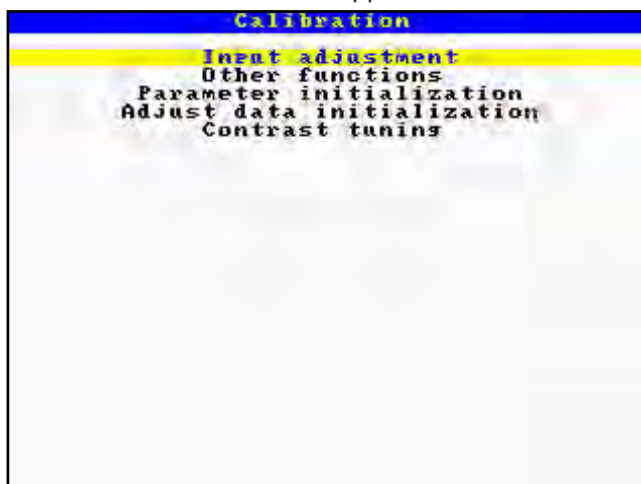 Calibration
Input adjustment
Other functions
Parameter initialization
Adjust data initialization
Contrast tuning